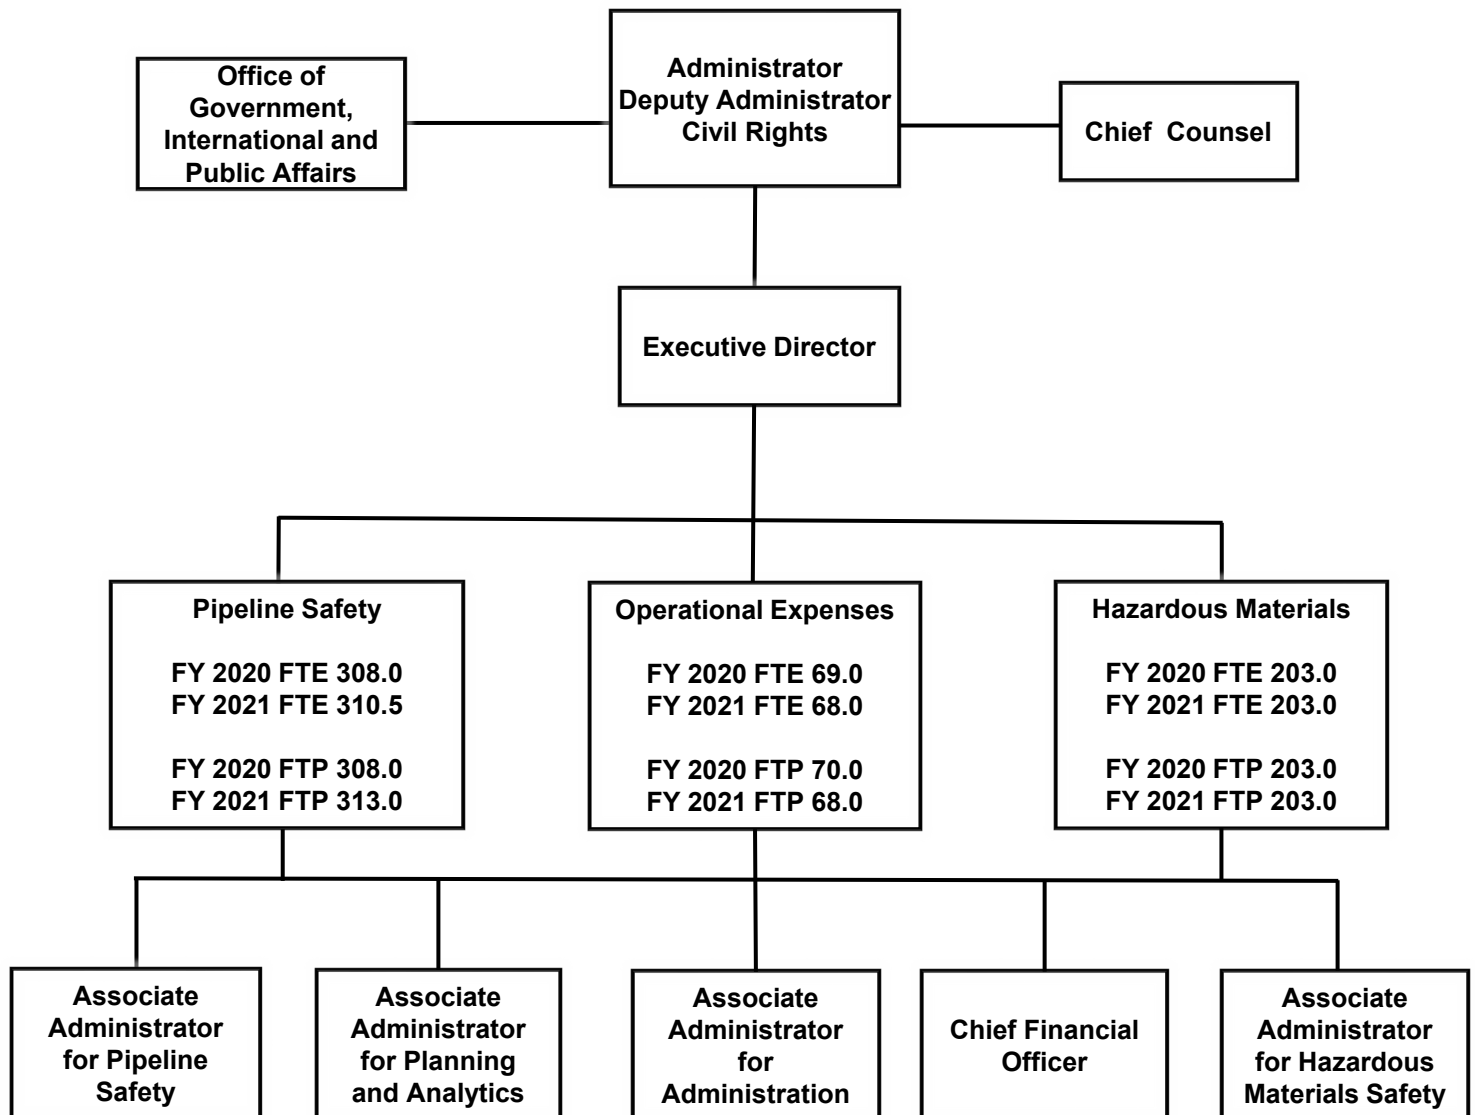 Office of
Government,
International and
Public Affairs
Administrator
Deputy Administrator
Civil Rights
Chief Counsel
Executive Director
Pipeline Safety
FY 2020 FTE 308.0
FY 2021 FTE 310.5
FY 2020 FTP 308.0
FY 2021 FTP 313.0
Operational Expenses
FY 2020 FTE 69.0
FY 2021 FTE 68.0
FY 2020 FTP 70.0
FY 2021 FTP 68.0
Hazardous Materials
FY 2020 FTE 203.0
FY 2021 FTE 203.0
FY 2020 FTP 203.0
FY 2021 FTP 203.0
Associate
Administrator
for Pipeline
Safety
Associate
Administrator
for Planning
and Analytics
Associate
Administrator
for
Administration
Chief Financial
Officer
Associate
Administrator
for Hazardous
Materials Safety